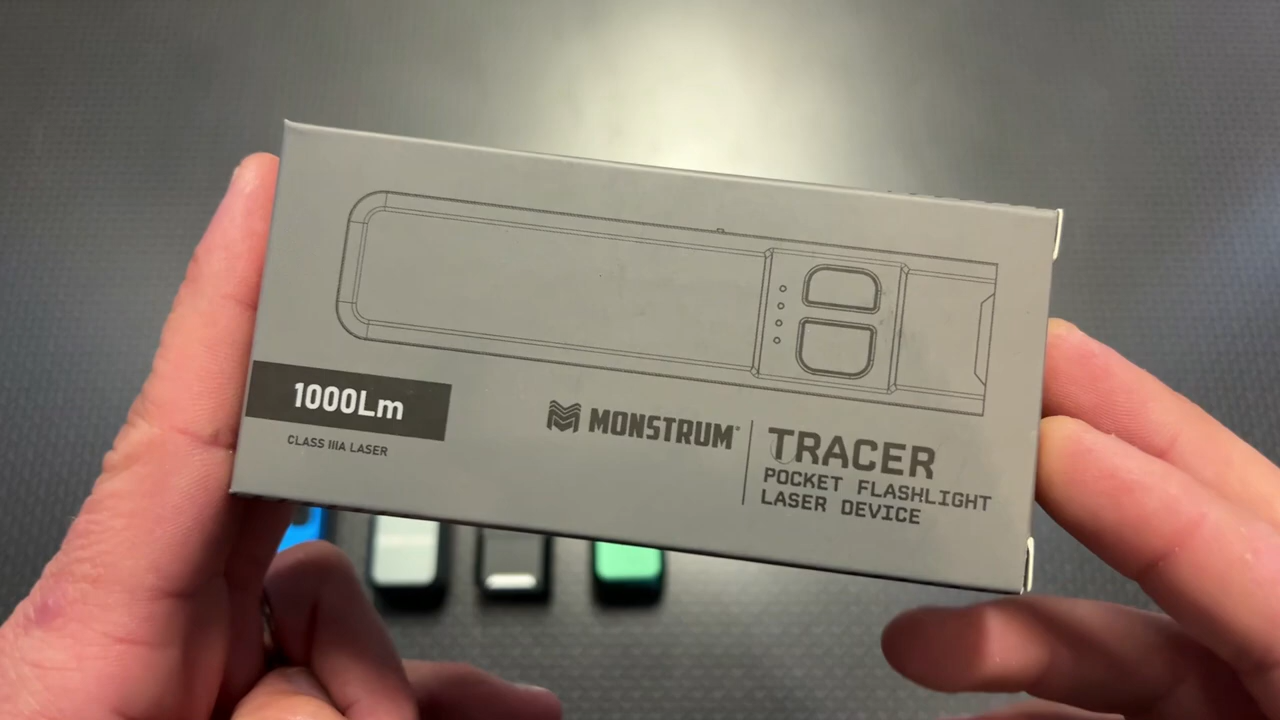 1000Lm
CLASS IIIA LASER
MONSTRUM®
TRACER
POCKET FLASHLIGHT
LASER DEVICE